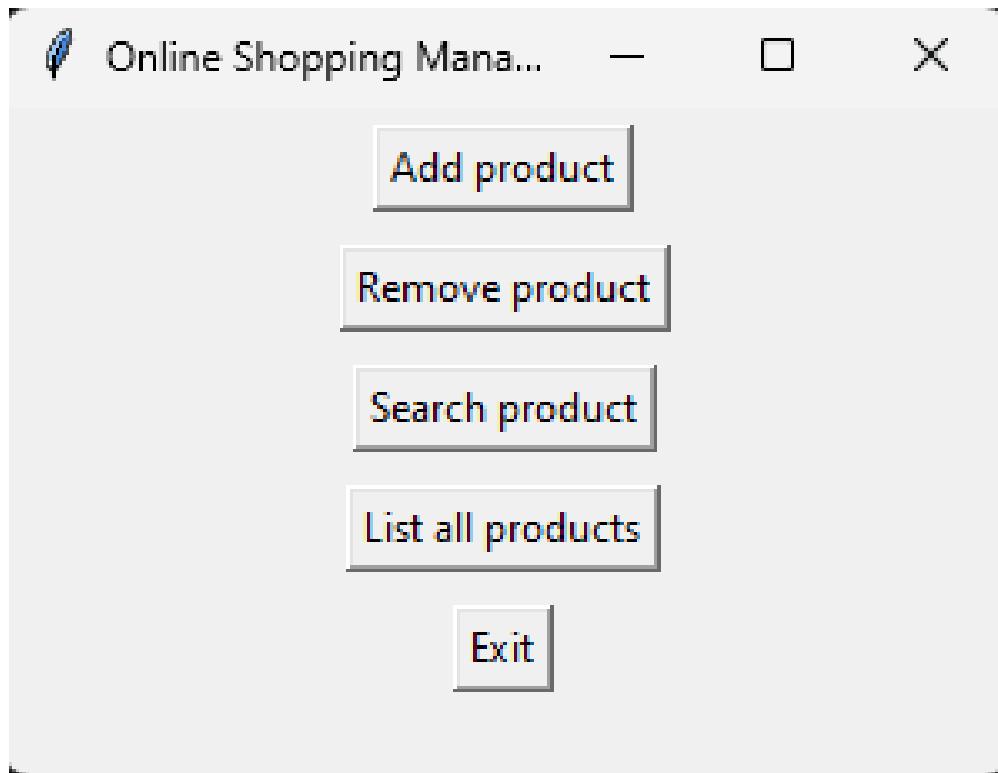 Online Shopping Mana...
Add product
Remove product
Search product
List all products
Exit